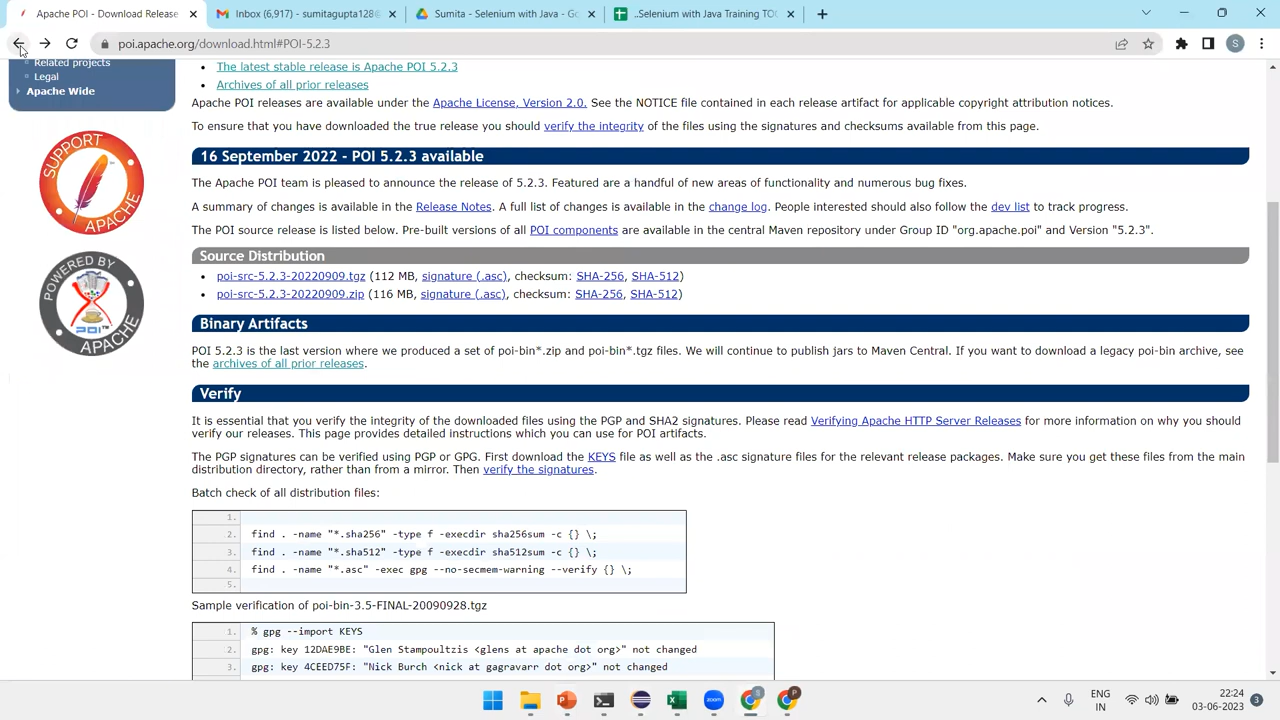 Apache POI - Download Release
Inbox (6,917) - sumitagupta128@
Sumita - Selenium with Java - Go
..Selenium with Java Training TOC
poi.apache.org/download.html#POI-5.2.3
S
Related projects
Legal
Apache Wide
SUPPORT APACHE
POWERED BY APACHE
POI™
The latest stable release is Apache POI 5.2.3
Archives of all prior releases
Apache POI releases are available under the Apache License, Version 2.0. See the NOTICE file contained in each release artifact for applicable copyright attribution notices.
To ensure that you have downloaded the true release you should verify the integrity of the files using the signatures and checksums available from this page.
16 September 2022 - POI 5.2.3 available
The Apache POI team is pleased to announce the release of 5.2.3. Featured are a handful of new areas of functionality and numerous bug fixes.
A summary of changes is available in the Release Notes. A full list of changes is available in the change log. People interested should also follow the dev list to track progress.
The POI source release is listed below. Pre-built versions of all POI components are available in the central Maven repository under Group ID "org.apache.poi" and Version "5.2.3".
Source Distribution
poi-src-5.2.3-20220909.tgz (112 MB, signature (.asc), checksum: SHA-256, SHA-512)
poi-src-5.2.3-20220909.zip (116 MB, signature (.asc), checksum: SHA-256, SHA-512)
Binary Artifacts
POI 5.2.3 is the last version where we produced a set of poi-bin*.zip and poi-bin*.tgz files. We will continue to publish jars to Maven Central. If you want to download a legacy poi-bin archive, see
the archives of all prior releases.
Verify
It is essential that you verify the integrity of the downloaded files using the PGP and SHA2 signatures. Please read Verifying Apache HTTP Server Releases for more information on why you should
verify our releases. This page provides detailed instructions which you can use for POI artifacts.
The PGP signatures can be verified using PGP or GPG. First download the KEYS file as well as the .asc signature files for the relevant release packages. Make sure you get these files from the main
distribution directory, rather than from a mirror. Then verify the signatures.
Batch check of all distribution files:
1.
2. find . -name "*.sha256" -type f -execdir sha256sum -c {} \;
3. find . -name "*.sha512" -type f -execdir sha512sum -c {} \;
4. find . -name "*.asc" -exec gpg --no-secmem-warning --verify {} \;
5.
Sample verification of poi-bin-3.5-FINAL-20090928.tgz
1. % gpg --import KEYS
2. gpg: key 12DAE9BE: "Glen Stampoultzis <glens at apache dot org>" not changed
3. gpg: key 4CEED75F: "Nick Burch <nick at gagravarr dot org>" not changed
zoom
S
P
ENG
IN
22:24
03-06-2023
3